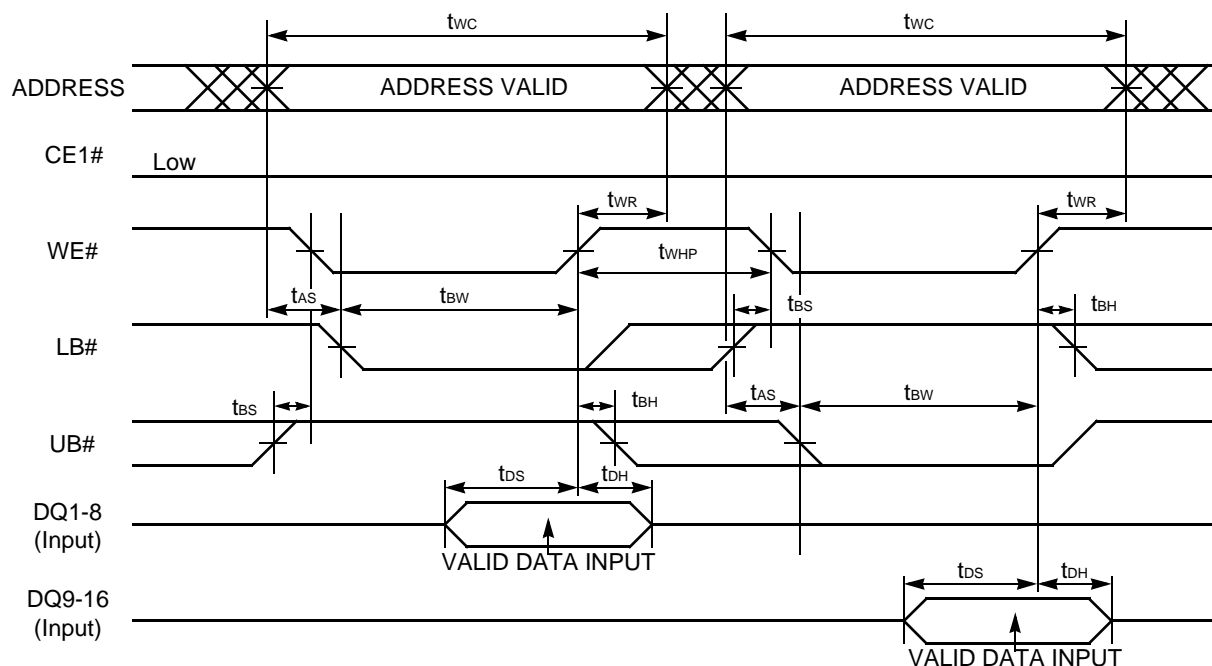 tWC tWC
ADDRESS ADDRESS VALID ADDRESS VALID
CE1# Low
tWR tWR
WE#
tWHP
tAS tBW tBS tBH
LB#
tBS tBH tAS tBW
UB#
tDS tDH
DQ1-8
(Input)
VALID DATA INPUT
tDS tDH
DQ9-16
(Input)
VALID DATA INPUT